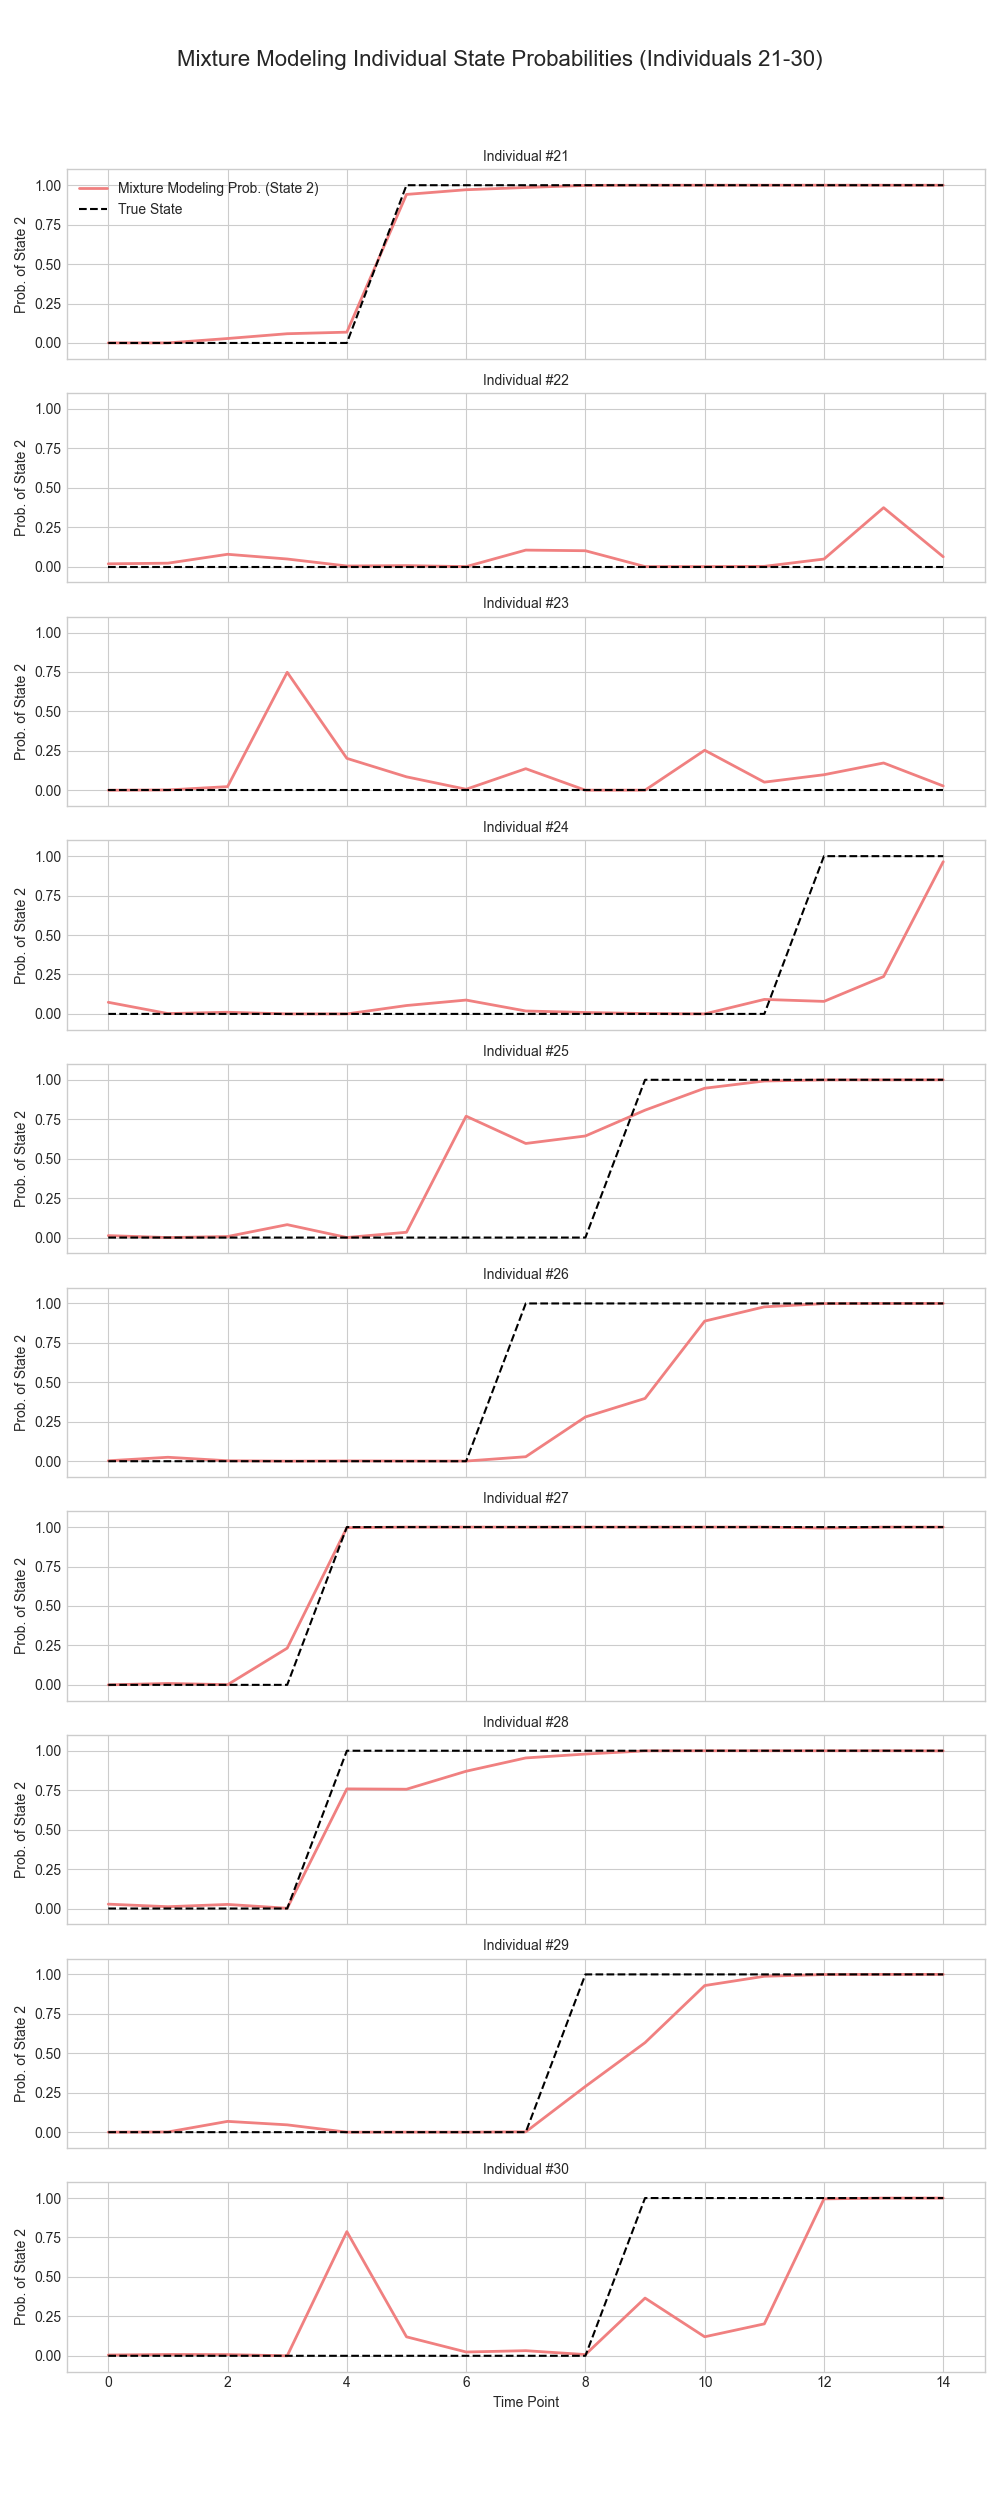 Mixture Modeling Individual State Probabilities (Individuals 21-30)
Individual #21
Mixture Modeling Prob. (State 2)
True State
Prob. of State 2
1.00
0.75
0.50
0.25
0.00
Individual #22
Prob. of State 2
1.00
0.75
0.50
0.25
0.00
Individual #23
Prob. of State 2
1.00
0.75
0.50
0.25
0.00
Individual #24
Prob. of State 2
1.00
0.75
0.50
0.25
0.00
Individual #25
Prob. of State 2
1.00
0.75
0.50
0.25
0.00
Individual #26
Prob. of State 2
1.00
0.75
0.50
0.25
0.00
Individual #27
Prob. of State 2
1.00
0.75
0.50
0.25
0.00
Individual #28
Prob. of State 2
1.00
0.75
0.50
0.25
0.00
Individual #29
Prob. of State 2
1.00
0.75
0.50
0.25
0.00
Individual #30
Prob. of State 2
1.00
0.75
0.50
0.25
0.00
0 2 4 6 8 10 12 14
Time Point